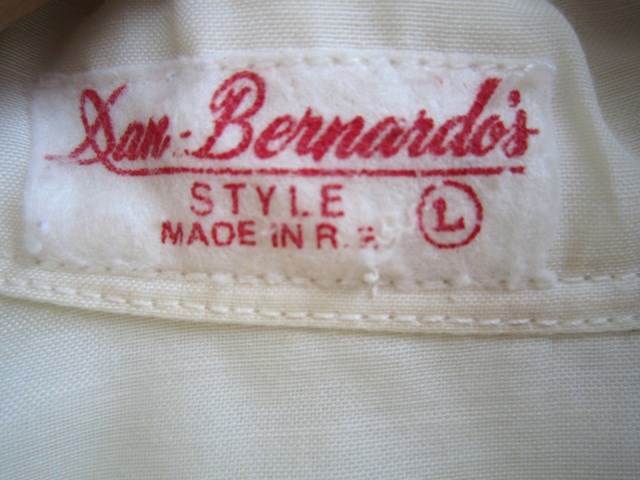 San-Bernardo's
STYLE Ⓛ
MADE IN R.